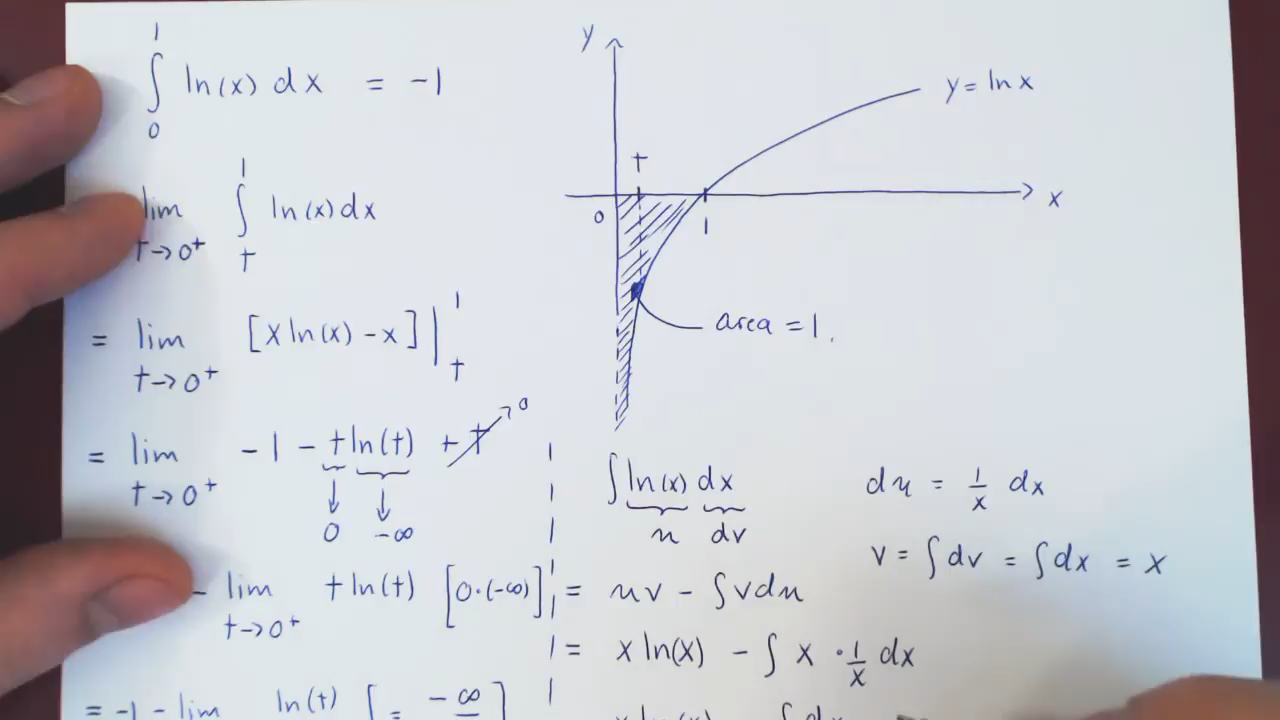 ∫₀¹ ln(x) dx = -1
lim t→0⁺ ∫ₜ¹ ln(x) dx
= lim t→0⁺ [x ln(x) - x] |ₜ¹
= lim t→0⁺ -1 - t ln(t) + t → 0
0 -∞
- lim t→0⁺ t ln(t) [0·(-∞)]
= -1 - lim ln(t) [= -∞
y
y = ln x
t
0 1 x
area = 1.
∫ ln(x) dx
u dv
du = 1/x dx
v = ∫dv = ∫dx = x
= uv - ∫v du
= x ln(x) - ∫ x · 1/x dx